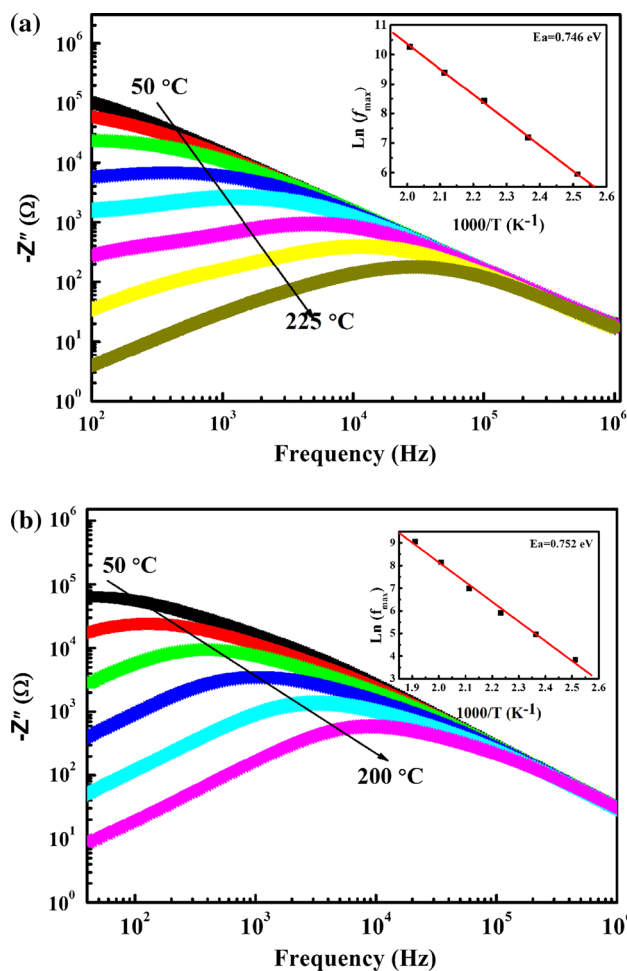 (a)
-Z″ (Ω)
10⁶
10⁵
10⁴
10³
10²
10¹
10⁰
50 °C
225 °C
10² 10³ 10⁴ 10⁵ 10⁶
Frequency (Hz)
Ea=0.746 eV
Ln (f_max)
11
10
9
8
7
6
2.0 2.1 2.2 2.3 2.4 2.5 2.6
1000/T (K⁻¹)
(b)
-Z″ (Ω)
10⁶
10⁵
10⁴
10³
10²
10¹
10⁰
50 °C
200 °C
10² 10³ 10⁴ 10⁵ 10⁶
Frequency (Hz)
Ea=0.752 eV
Ln (f_max)
9
8
7
6
5
4
3
1.9 2.0 2.1 2.2 2.3 2.4 2.5 2.6
1000/T (K⁻¹)